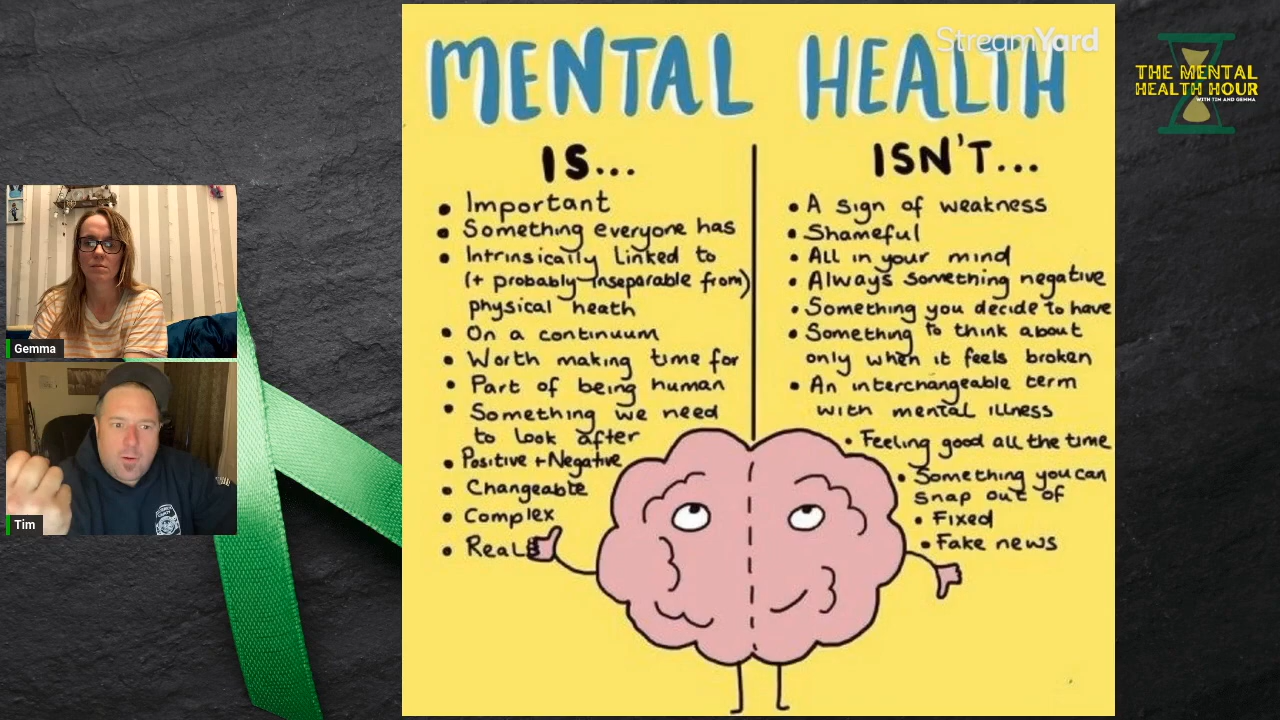 MENTAL HEALTH
StreamYard
THE MENTAL
HEALTH HOUR
WITH TIM AND GEMMA
IS...
• Important
• Something everyone has
• Intrinsically linked to
(+ probably inseparable from)
physical heath
• On a continuum
• Worth making time for
• Part of being human
• Something we need
to look after
• Positive + Negative
• Changeable
• Complex
• Real
ISN'T...
• A sign of weakness
• Shameful
• All in your mind
• Always something negative
• Something you decide to have
• Something to think about
only when it feels broken
• An interchangeable term
with mental illness
• Feeling good all the time
• Something you can
snap out of
• Fixed
• Fake news
Gemma
Tim